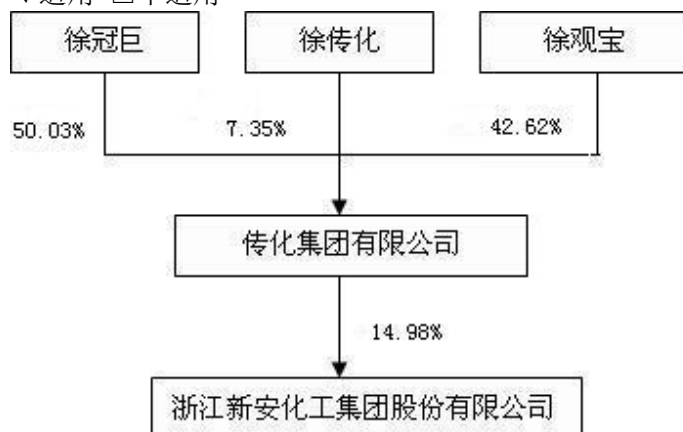 徐冠巨 徐传化 徐观宝
50.03% 7.35% 42.62%
传化集团有限公司
14.98%
浙江新安化工集团股份有限公司